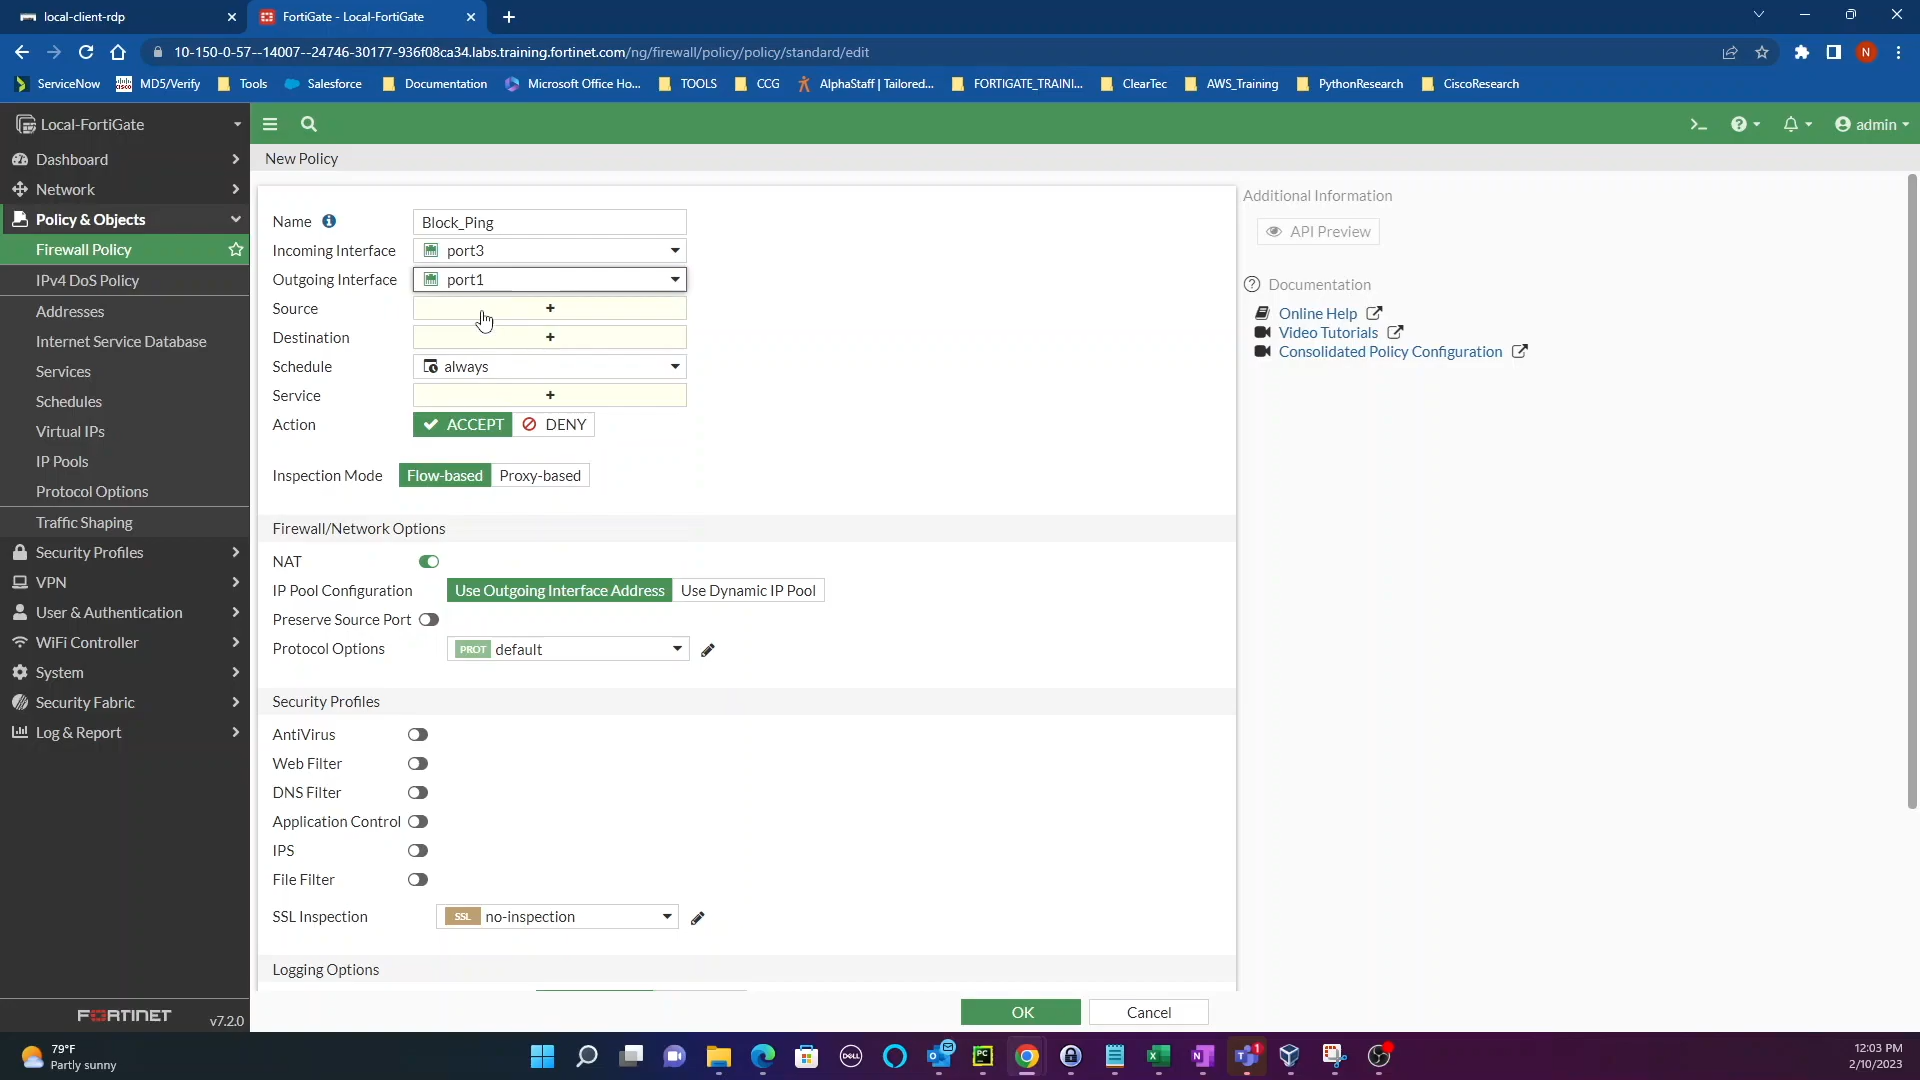 local-client-rdp
FortiGate - Local-FortiGate
10-150-0-57--14007--24746-30177-936f08ca34.labs.training.fortinet.com/ng/firewall/policy/policy/standard/edit
N
ServiceNow
MD5/Verify
Tools
Salesforce
Documentation
Microsoft Office Ho...
TOOLS
CCG
AlphaStaff | Tailored...
FORTIGATE_TRAINI...
ClearTec
AWS_Training
PythonResearch
CiscoResearch
Local-FortiGate
admin
Dashboard
Network
Policy & Objects
Firewall Policy
IPv4 DoS Policy
Addresses
Internet Service Database
Services
Schedules
Virtual IPs
IP Pools
Protocol Options
Traffic Shaping
Security Profiles
VPN
User & Authentication
WiFi Controller
System
Security Fabric
Log & Report
FORTINET
v7.2.0
New Policy
Name
Block_Ping
Incoming Interface
port3
Outgoing Interface
port1
Source
+
Destination
+
Schedule
always
Service
+
Action
ACCEPT
DENY
Inspection Mode
Flow-based
Proxy-based
Firewall/Network Options
NAT
IP Pool Configuration
Use Outgoing Interface Address
Use Dynamic IP Pool
Preserve Source Port
Protocol Options
PROT
default
Security Profiles
AntiVirus
Web Filter
DNS Filter
Application Control
IPS
File Filter
SSL Inspection
SSL
no-inspection
Logging Options
OK
Cancel
Additional Information
API Preview
Documentation
Online Help
Video Tutorials
Consolidated Policy Configuration
79°F
Partly sunny
DELL
PC
1
12:03 PM
2/10/2023